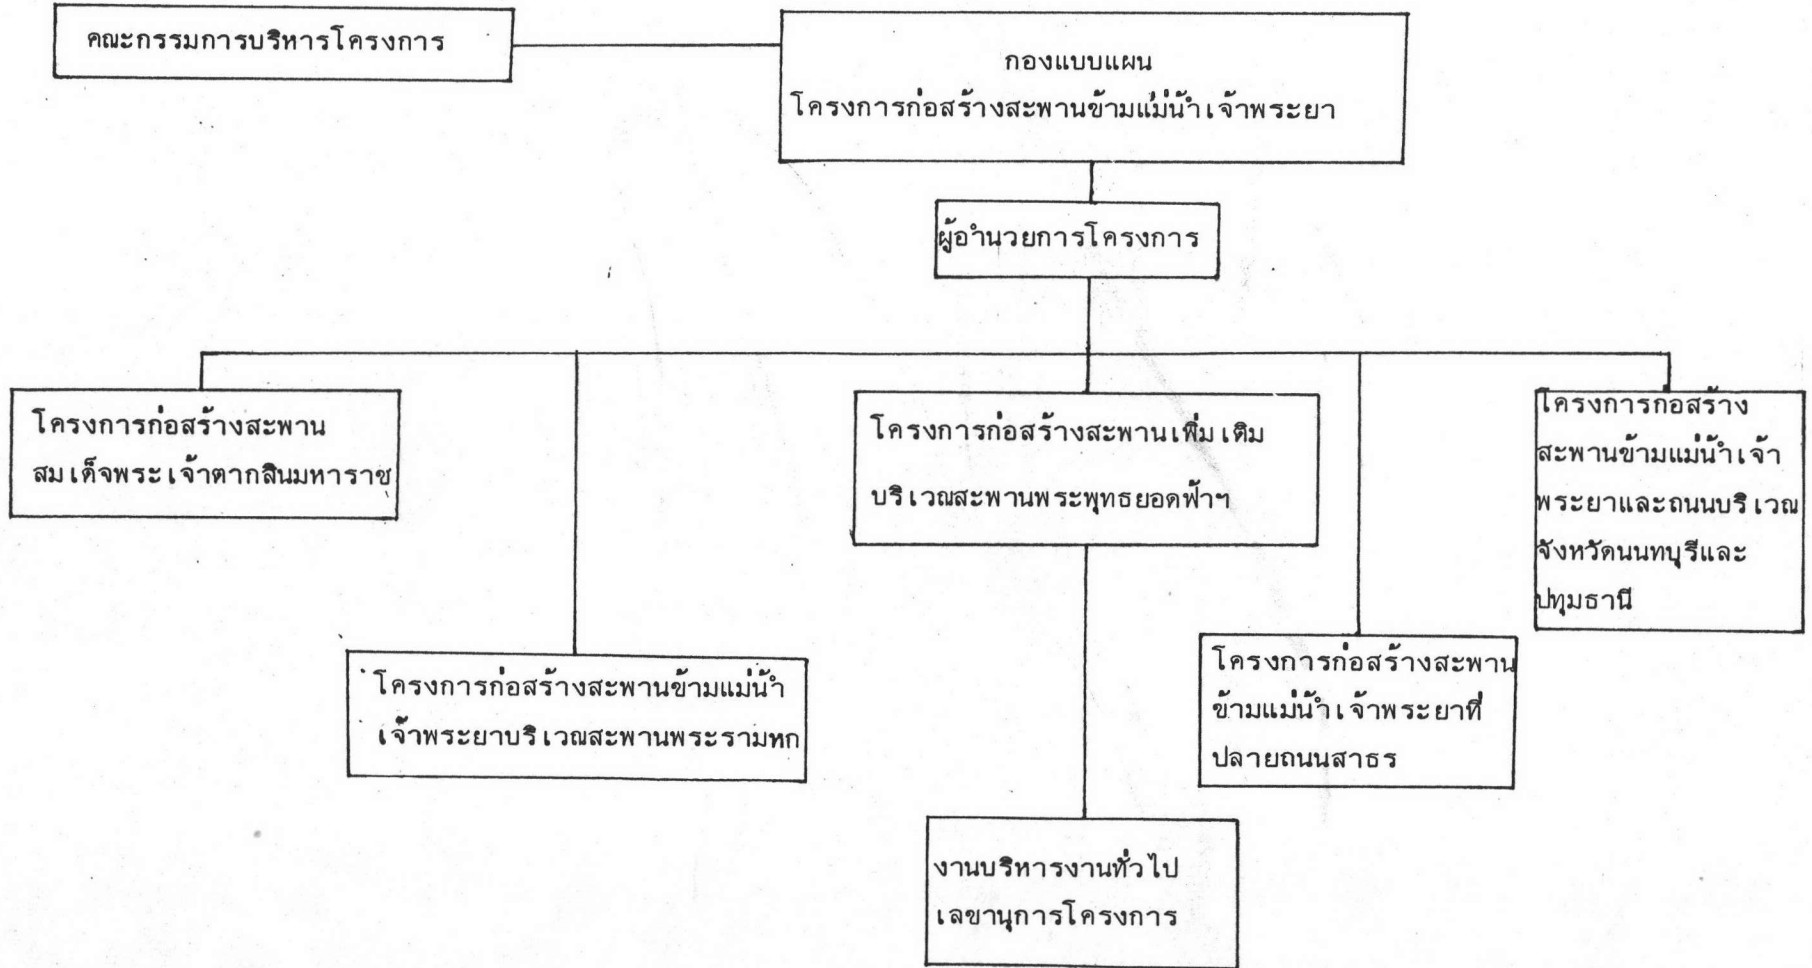 คณะกรรมการบริหารโครงการ
กองแบบแผน
โครงการก่อสร้างสะพานข้ามแม่น้ำเจ้าพระยา
ผู้อำนวยการโครงการ
โครงการก่อสร้างสะพาน
สมเด็จพระเจ้าตากสินมหาราช
โครงการก่อสร้างสะพานข้ามแม่น้ำ
เจ้าพระยาบริเวณสะพานพระรามหก
โครงการก่อสร้างสะพานเพิ่มเติม
บริเวณสะพานพระพุทธยอดฟ้าฯ
งานบริหารงานทั่วไป
เลขานุการโครงการ
โครงการก่อสร้างสะพาน
ข้ามแม่น้ำเจ้าพระยาที่
ปลายถนนสาธร
โครงการก่อสร้าง
สะพานข้ามแม่น้ำเจ้า
พระยาและถนนบริเวณ
จังหวัดนนทบุรีและ
ปทุมธานี